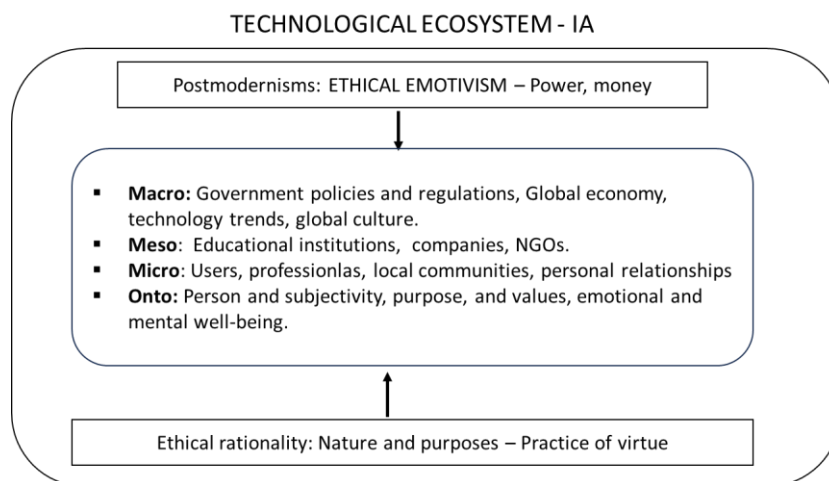 TECHNOLOGICAL ECOSYSTEM - IA
Postmodernisms: ETHICAL EMOTIVISM – Power, money
▪ Macro: Government policies and regulations, Global economy,
technology trends, global culture.
▪ Meso: Educational institutions, companies, NGOs.
▪ Micro: Users, professionlas, local communities, personal relationships
▪ Onto: Person and subjectivity, purpose, and values, emotional and
mental well-being.
Ethical rationality: Nature and purposes – Practice of virtue